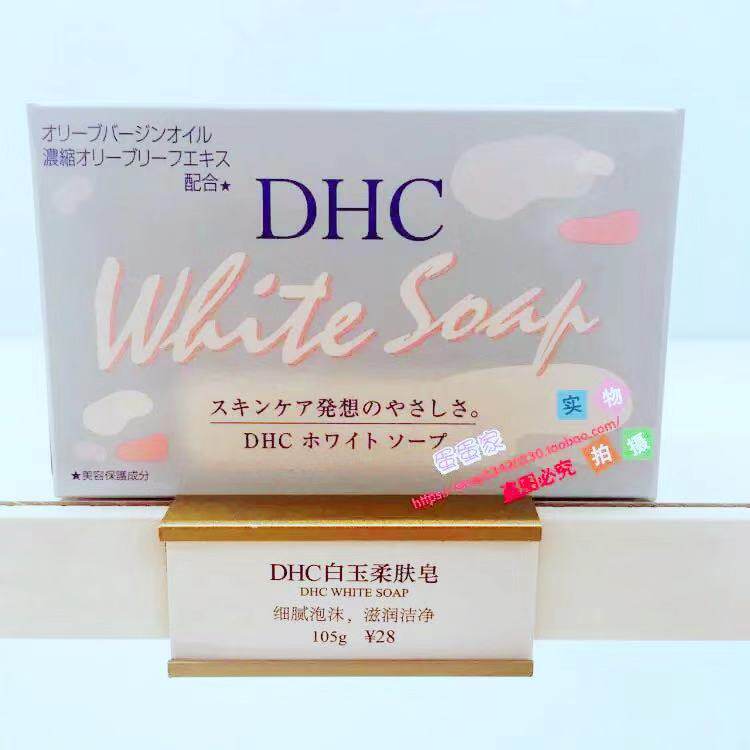 オリーブバージンオイル
濃縮オリーブリーフエキス
配合★
DHC
White Soap
スキンケア発想のやさしさ。
DHC ホワイト ソープ
★美容保護成分
实物
拍摄
蛋蛋家
盗图必究
DHC白玉柔肤皂
DHC WHITE SOAP
细腻泡沫，滋润洁净
105g ¥28